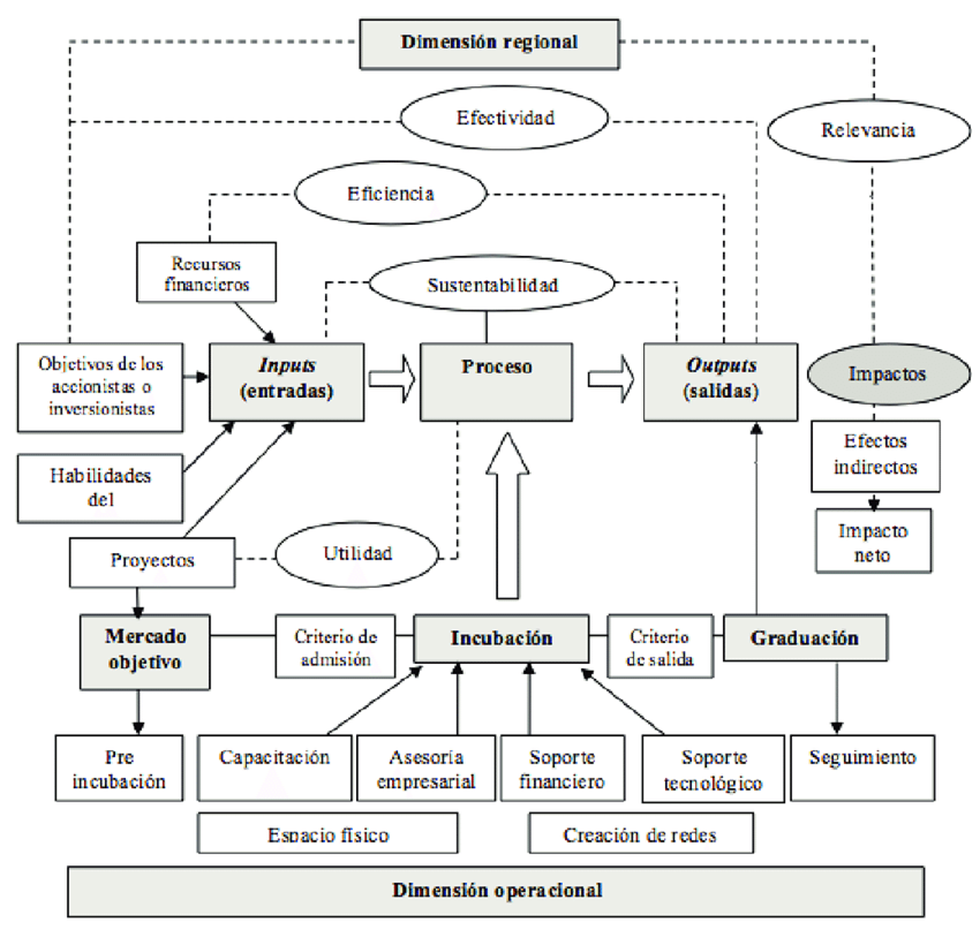 Dimensión regional
Efectividad
Relevancia
Eficiencia
Recursos
financieros
Sustentabilidad
Objetivos de los
accionistas o
inversionistas
Inputs
(entradas)
Proceso
Outputs
(salidas)
Impactos
Habilidades
del
Efectos
indirectos
Proyectos
Utilidad
Impacto
neto
Mercado
objetivo
Criterio de
admisión
Incubación
Criterio
de salida
Graduación
Pre
incubación
Capacitación
Asesoría
empresarial
Soporte
financiero
Soporte
tecnológico
Seguimiento
Espacio físico
Creación de redes
Dimensión operacional